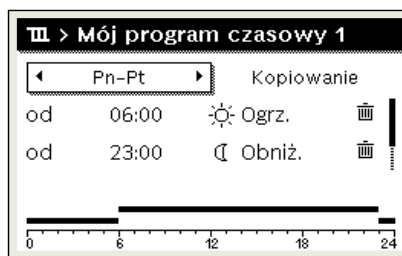 > Mój program czasowy 1
Pn-Pt Kopiowanie
od 06:00 Ogrz.
od 23:00 Obniż.
0 6 12 18 24